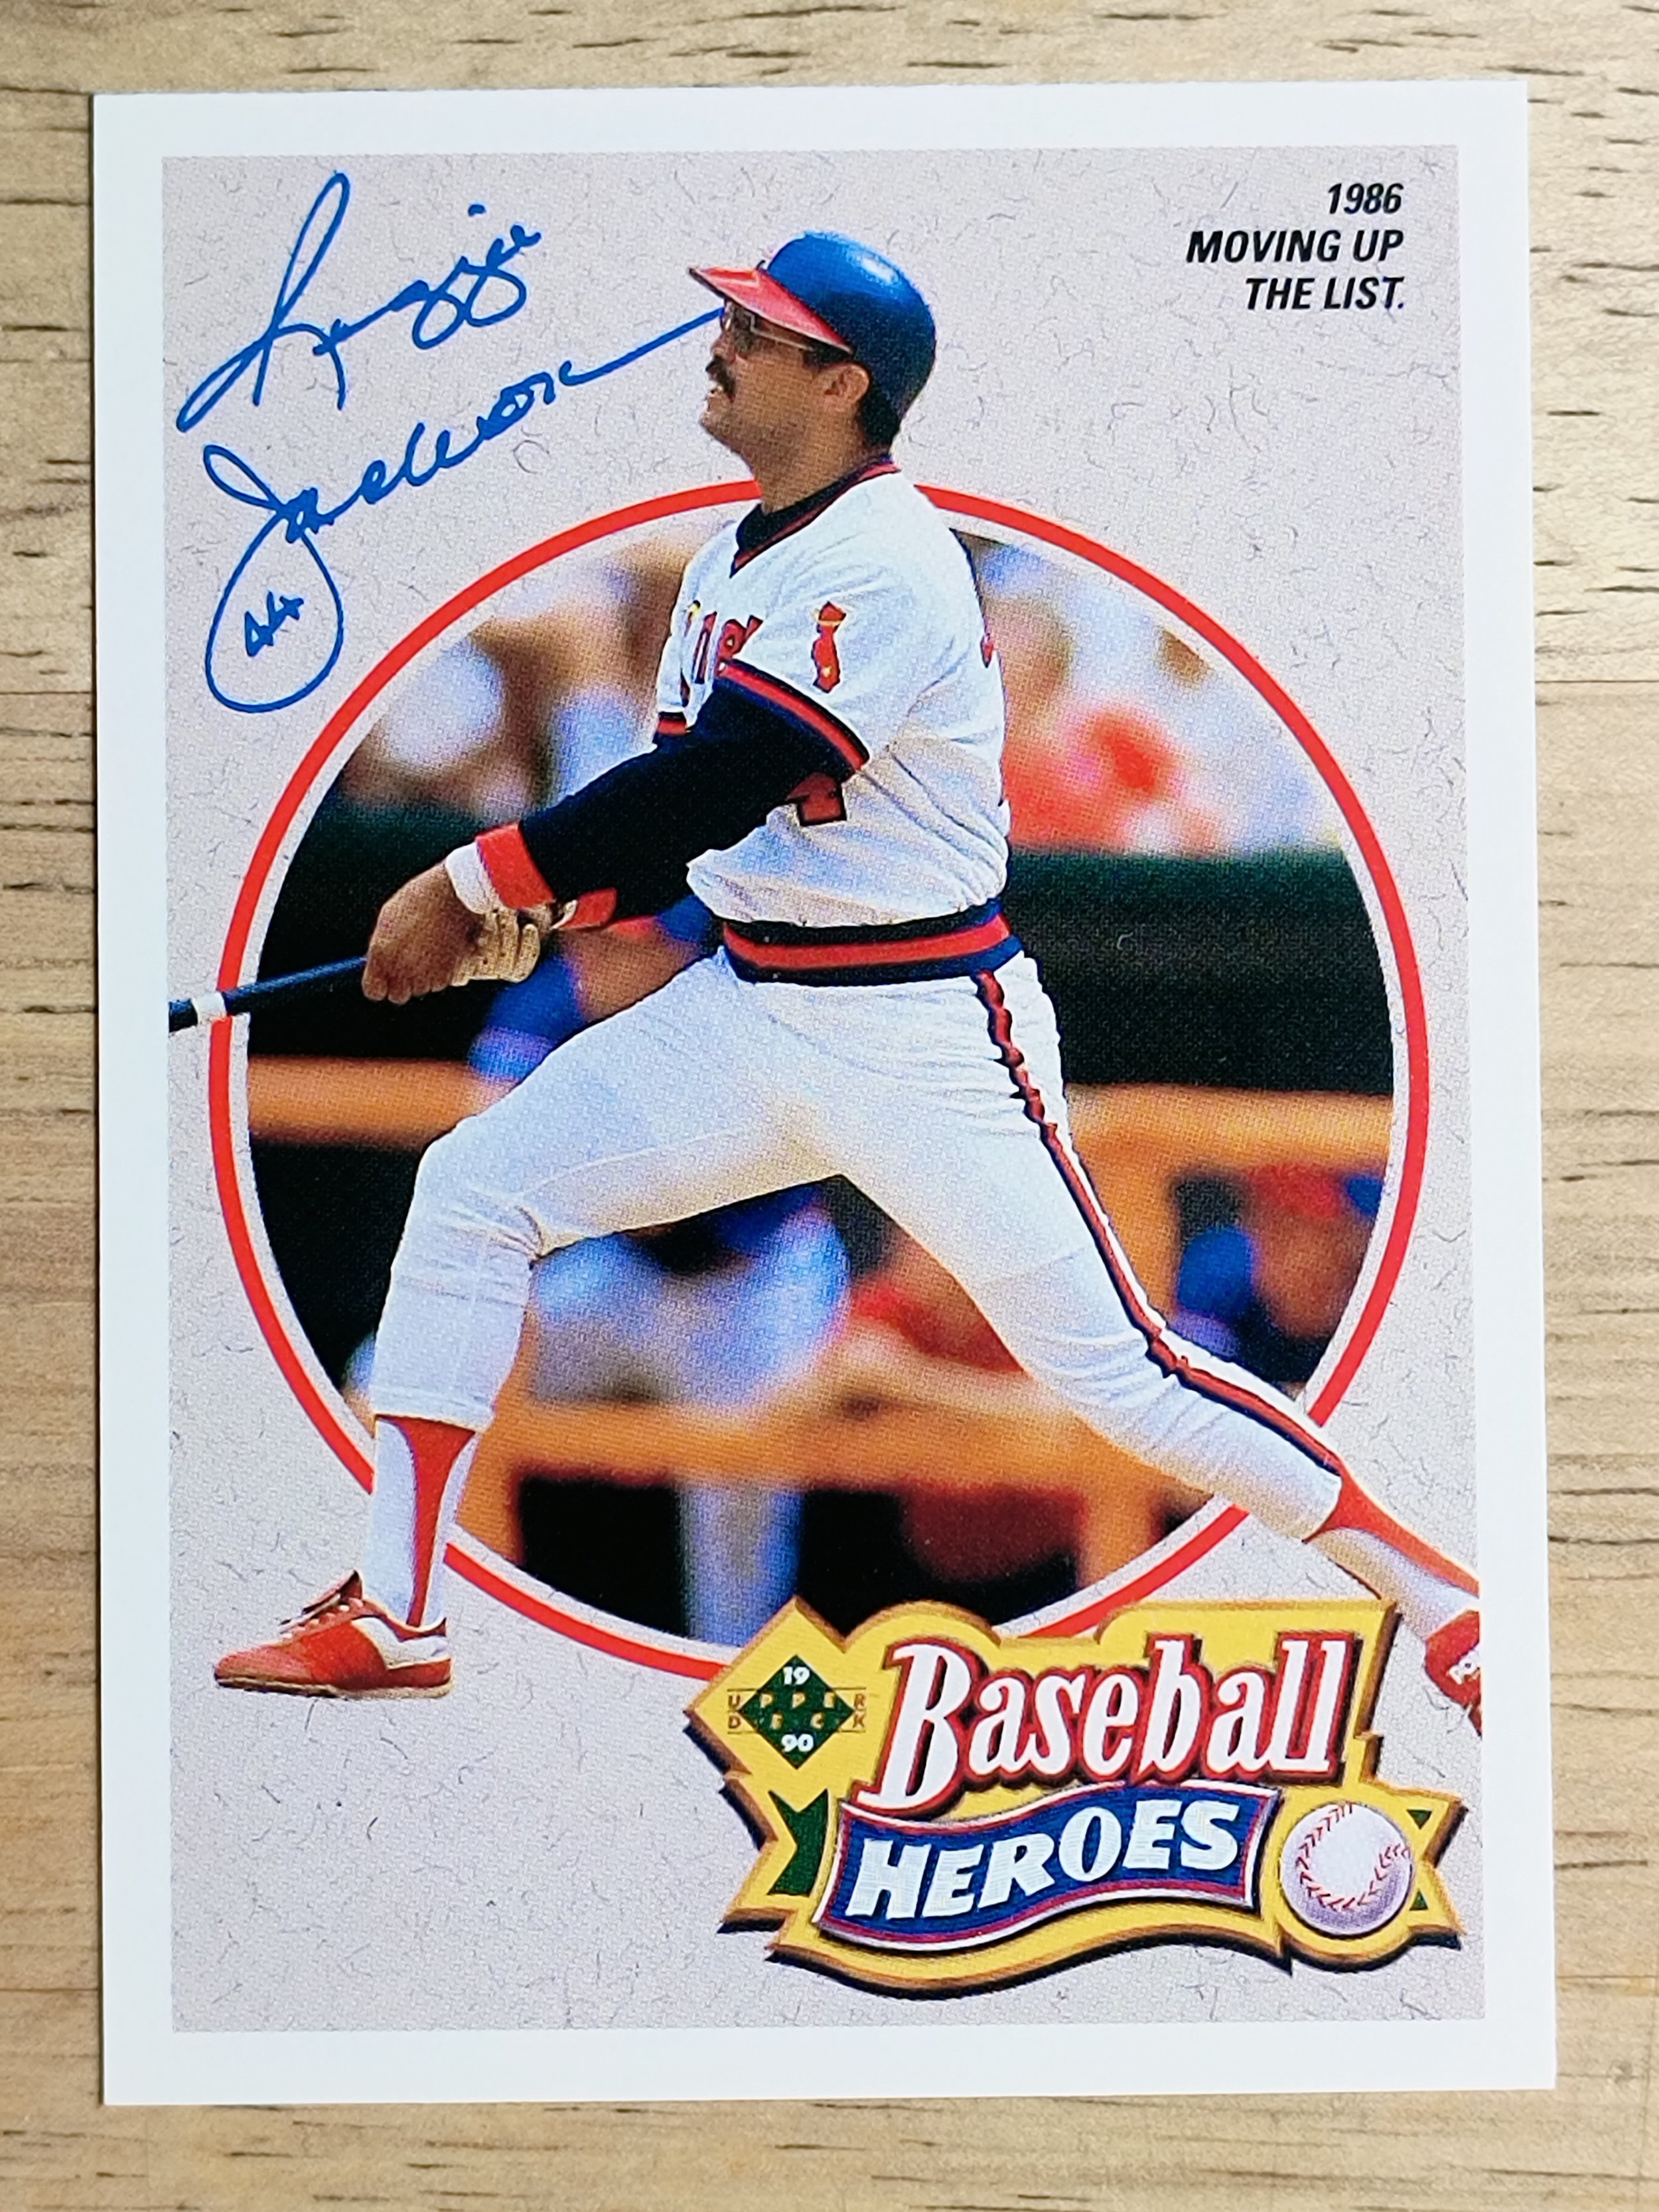 Reggie
Jackson
44
1986
MOVING UP
THE LIST.
19
UPPER
DECK
90
Baseball
HEROES